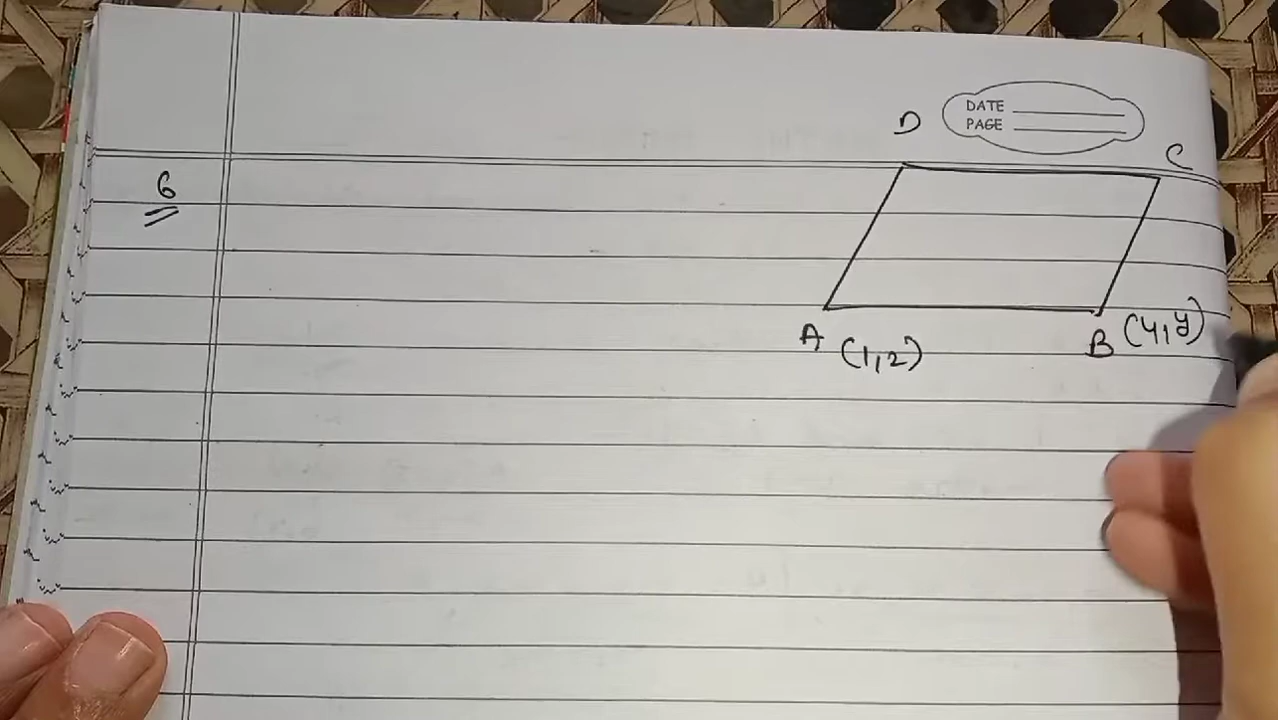 DATE
PAGE
6
D
C
A (1,2)
B (4,y)